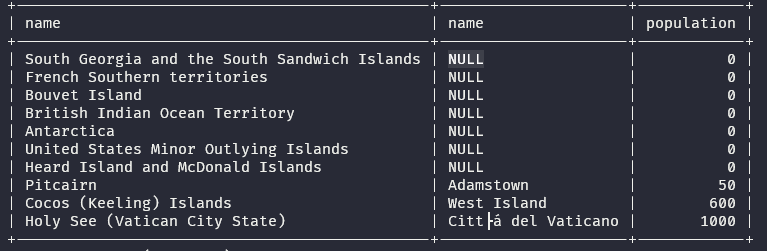 name name population
South Georgia and the South Sandwich Islands NULL 0
French Southern territories NULL 0
Bouvet Island NULL 0
British Indian Ocean Territory NULL 0
Antarctica NULL 0
United States Minor Outlying Islands NULL 0
Heard Island and McDonald Islands NULL 0
Pitcairn Adamstown 50
Cocos (Keeling) Islands West Island 600
Holy See (Vatican City State) Città del Vaticano 1000